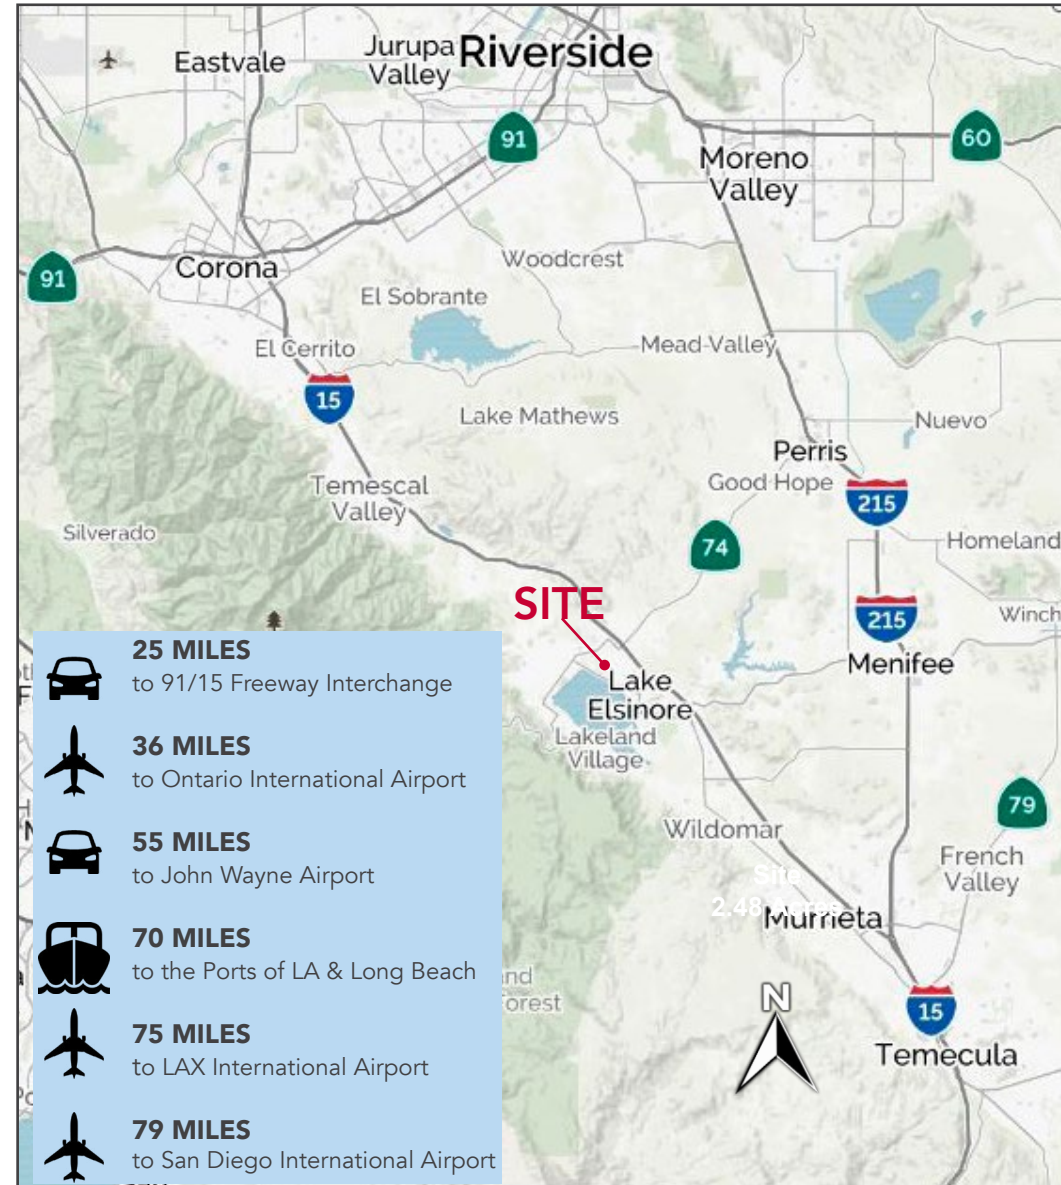 Eastvale
Jurupa
Valley
Riverside
91
60
Moreno
Valley
91
Corona
Woodcrest
El Sobrante
El Cerrito
Mead Valley
15
Lake Mathews
Nuevo
Perris
Temescal
Valley
Good Hope
215
Silverado
74
Homeland
SITE
215
Winch
Menifee
Lake
Elsinore
Lakeland
Village
79
Wildomar
French
Valley
Site
2.48 Acres
Murrieta
nd
orest
N
15
Temecula
25 MILES
to 91/15 Freeway Interchange
36 MILES
to Ontario International Airport
55 MILES
to John Wayne Airport
70 MILES
to the Ports of LA & Long Beach
75 MILES
to LAX International Airport
79 MILES
to San Diego International Airport